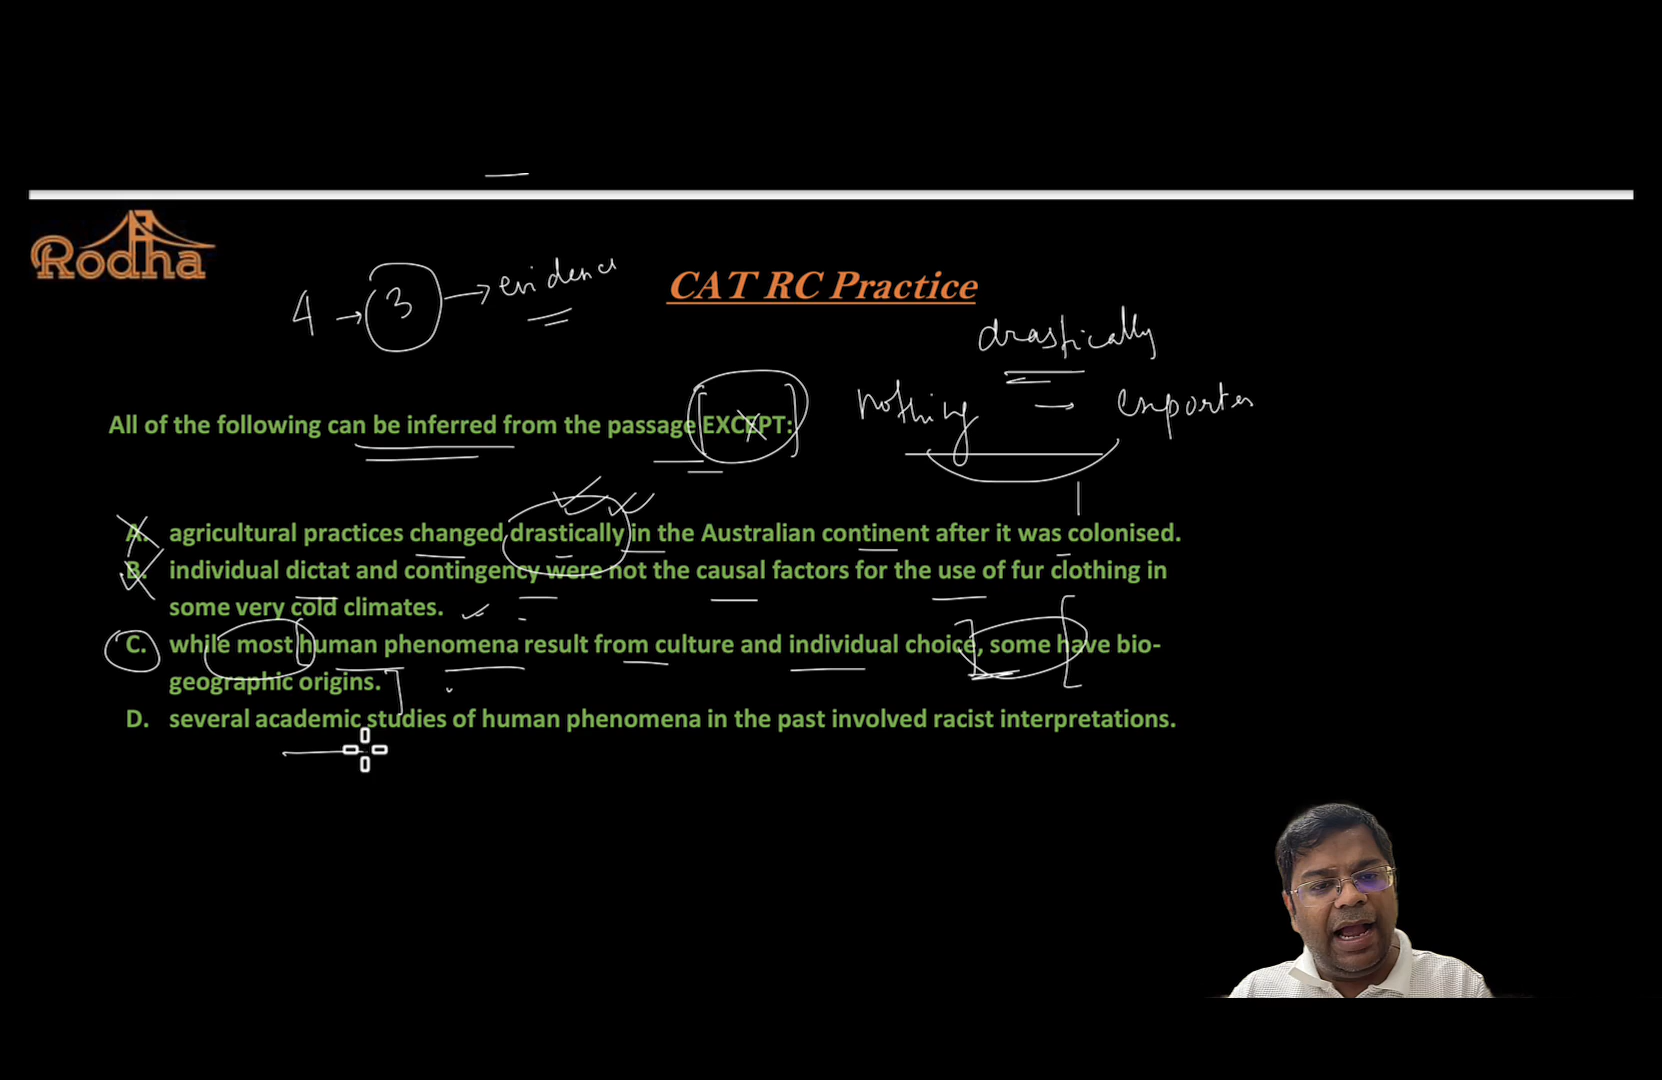 Rodha
4 → 3 → evidence
CAT RC Practice
drastically
nothing → exporter
All of the following can be inferred from the passage [EXCEPT:]
A. agricultural practices changed drastically in the Australian continent after it was colonised.
B. individual dictat and contingency were not the causal factors for the use of fur clothing in
some very cold climates.
C. while most human phenomena result from culture and individual choice, some have bio-
geographic origins.
D. several academic studies of human phenomena in the past involved racist interpretations.